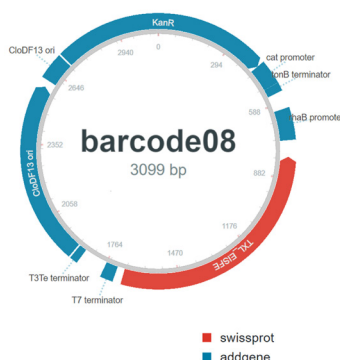 KanR
CloDF13 ori
cat promoter
tonB terminator
rhaB promote
0
294
588
882
1176
1470
1764
2058
2352
2646
2940
barcode08
3099 bp
CloDF13 ori
TXL_EISFE
T3Te terminator
T7 terminator
swissprot
addgene